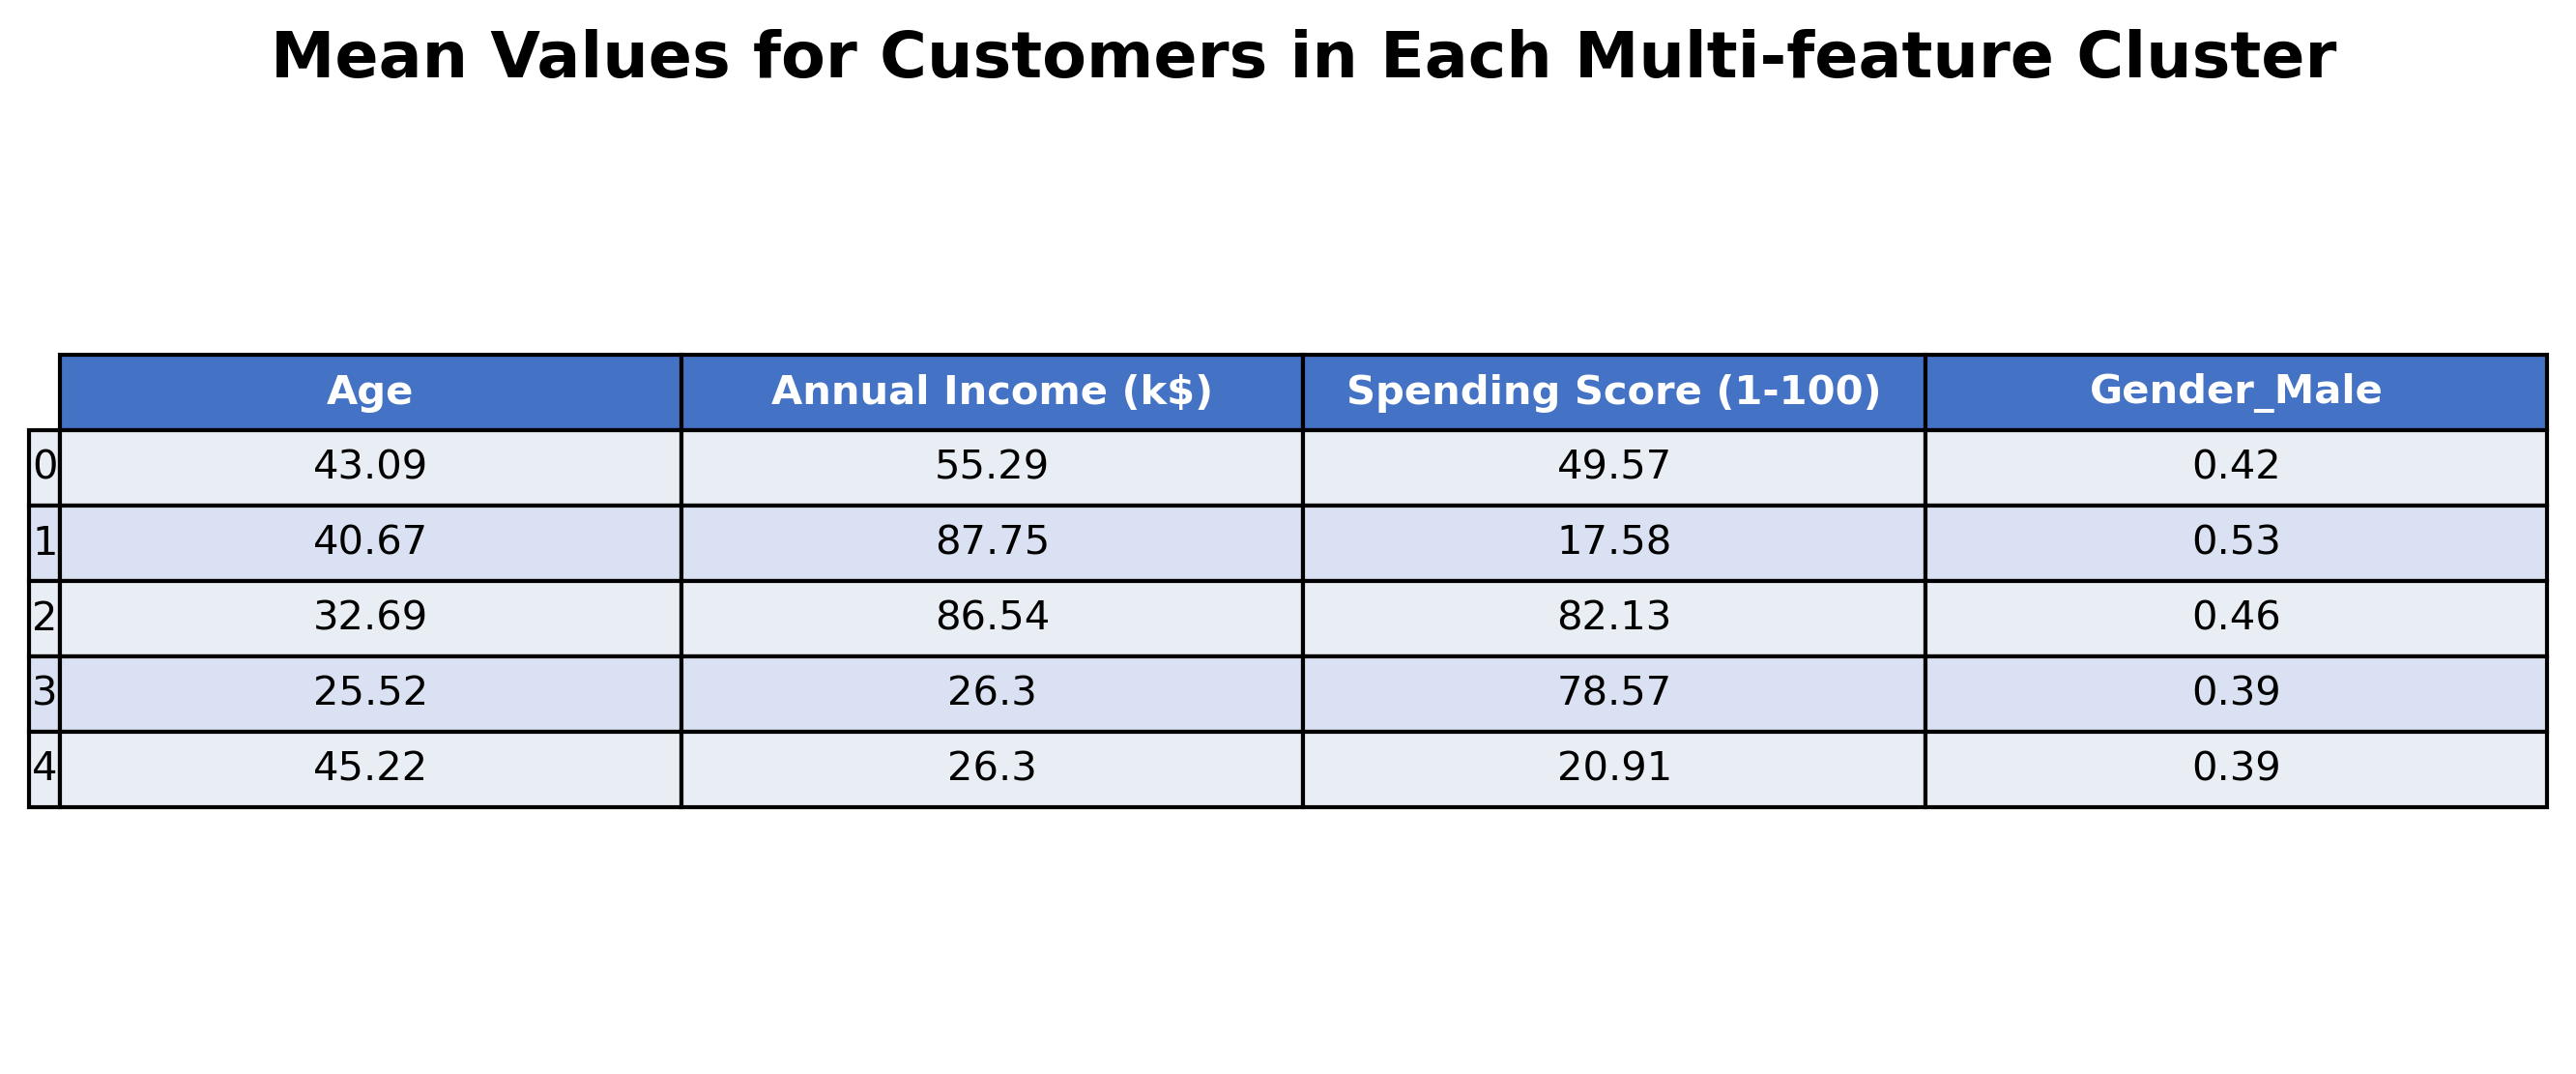 Mean Values for Customers in Each Multi-feature Cluster
Age Annual Income (k$) Spending Score (1-100) Gender_Male
0 43.09 55.29 49.57 0.42
1 40.67 87.75 17.58 0.53
2 32.69 86.54 82.13 0.46
3 25.52 26.3 78.57 0.39
4 45.22 26.3 20.91 0.39